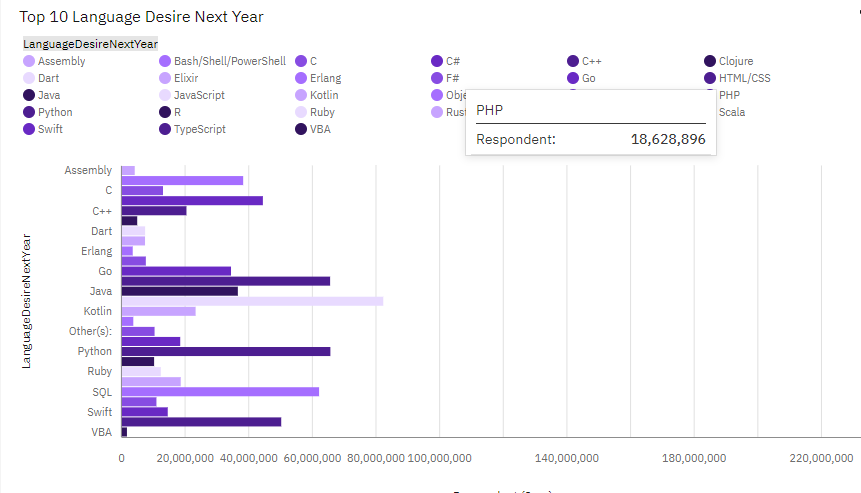 Top 10 Language Desire Next Year
LanguageDesireNextYear
Assembly Bash/Shell/PowerShell C C# C++ Clojure
Dart Elixir Erlang F# Go HTML/CSS
Java JavaScript Kotlin PHP
Python R Ruby Scala
Swift TypeScript VBA
PHP
Respondent: 18,628,896
Assembly
C
C++
Dart
Erlang
Go
Java
Kotlin
Other(s):
Python
Ruby
SQL
Swift
VBA
LanguageDesireNextYear
0 20,000,000 40,000,000 60,000,000 80,000,000 100,000,000 140,000,000 180,000,000 220,000,000